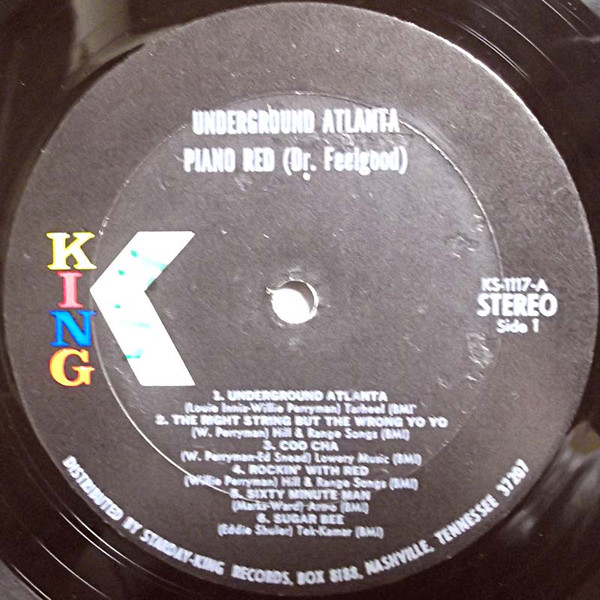 UNDERGROUND ATLANTA
PIANO RED (Dr. Feelgood)
KING
KS-1117-A
STEREO
Side 1
1. UNDERGROUND ATLANTA
(Louie Innis-Willie Perryman) Tarheel (BMI)
2. THE RIGHT STRING BUT THE WRONG YO YO
(W. Perryman) Hill & Range Songs (BMI)
3. COO CHA
(W. Perryman-Ed Snead) Lowery Music (BMI)
4. ROCKIN' WITH RED
(Willie Perryman) Hill & Range Songs (BMI)
5. SIXTY MINUTE MAN
(Marks-Ward) Armo (BMI)
6. SUGAR BEE
(Eddie Shuler) Tek-Kamar (BMI)
DISTRIBUTED BY STARDAY-KING RECORDS, BOX 8188, NASHVILLE, TENNESSEE 37207